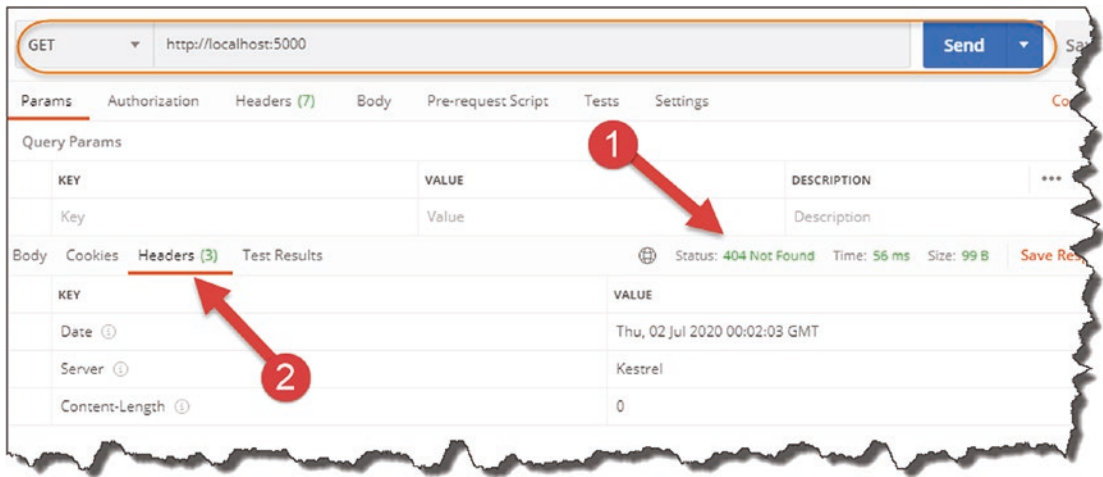 GET http://localhost:5000 Send
Params Authorization Headers (7) Body Pre-request Script Tests Settings
Query Params
1
KEY VALUE DESCRIPTION •••
Key Value Description
Body Cookies Headers (3) Test Results Status: 404 Not Found Time: 56 ms Size: 99 B Save
KEY VALUE
Date Thu, 02 Jul 2020 00:02:03 GMT
Server Kestrel
2
Content-Length 0